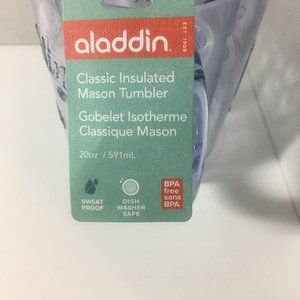 aladdin
EST 1908
Classic Insulated
Mason Tumbler
Gobelet Isotherme
Classique Mason
20oz / 591mL
SWEAT
PROOF
DISH
WASHER
SAFE
BPA
free
sans
BPA